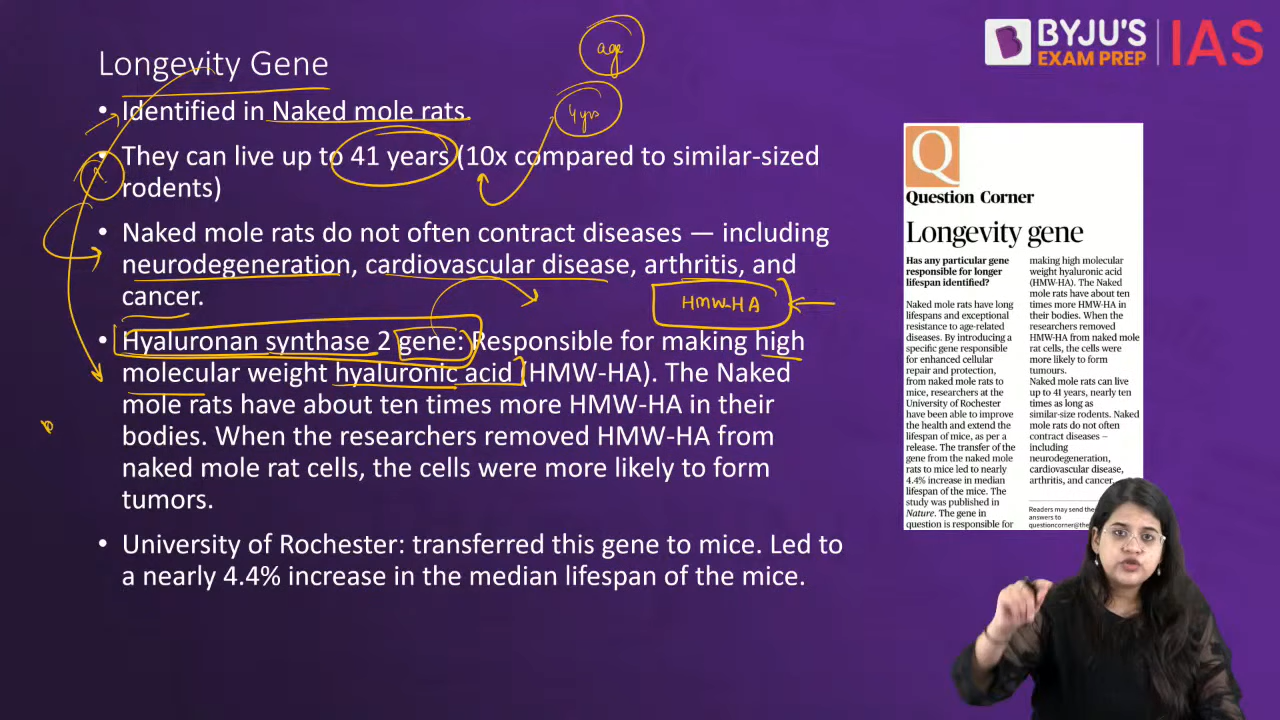 Longevity Gene
• Identified in Naked mole rats.
• They can live up to 41 years (10x compared to similar-sized
rodents)
• Naked mole rats do not often contract diseases — including
neurodegeneration, cardiovascular disease, arthritis, and
cancer.
• Hyaluronan synthase 2 gene: Responsible for making high
molecular weight hyaluronic acid (HMW-HA). The Naked
mole rats have about ten times more HMW-HA in their
bodies. When the researchers removed HMW-HA from
naked mole rat cells, the cells were more likely to form
tumors.
• University of Rochester: transferred this gene to mice. Led to
a nearly 4.4% increase in the median lifespan of the mice.
age
4yrs
HMW-HA
BYJU'S
EXAM PREP
IAS
Q
Question Corner
Longevity gene
Has any particular gene
responsible for longer
lifespan identified?
Naked mole rats have long
lifespans and exceptional
resistance to age-related
diseases. By introducing a
specific gene responsible
for enhanced cellular
repair and protection,
from naked mole rats to
mice, researchers at the
University of Rochester
have been able to improve
the health and extend the
lifespan of mice, as per a
release. The transfer of the
gene from the naked mole
rats to mice led to nearly
4.4% increase in median
lifespan of the mice. The
study was published in
Nature. The gene in
question is responsible for
making high molecular
weight hyaluronic acid
(HMW-HA). The Naked
mole rats have about ten
times more HMW-HA in
their bodies. When the
researchers removed
HMW-HA from naked mole
rat cells, the cells were
more likely to form
tumours.
Naked mole rats can live
up to 41 years, nearly ten
times as long as
similar-size rodents. Naked
mole rats do not often
contract diseases —
including
neurodegeneration,
cardiovascular disease,
arthritis, and cancer.
Readers may send the
answers to
questioncorner@the